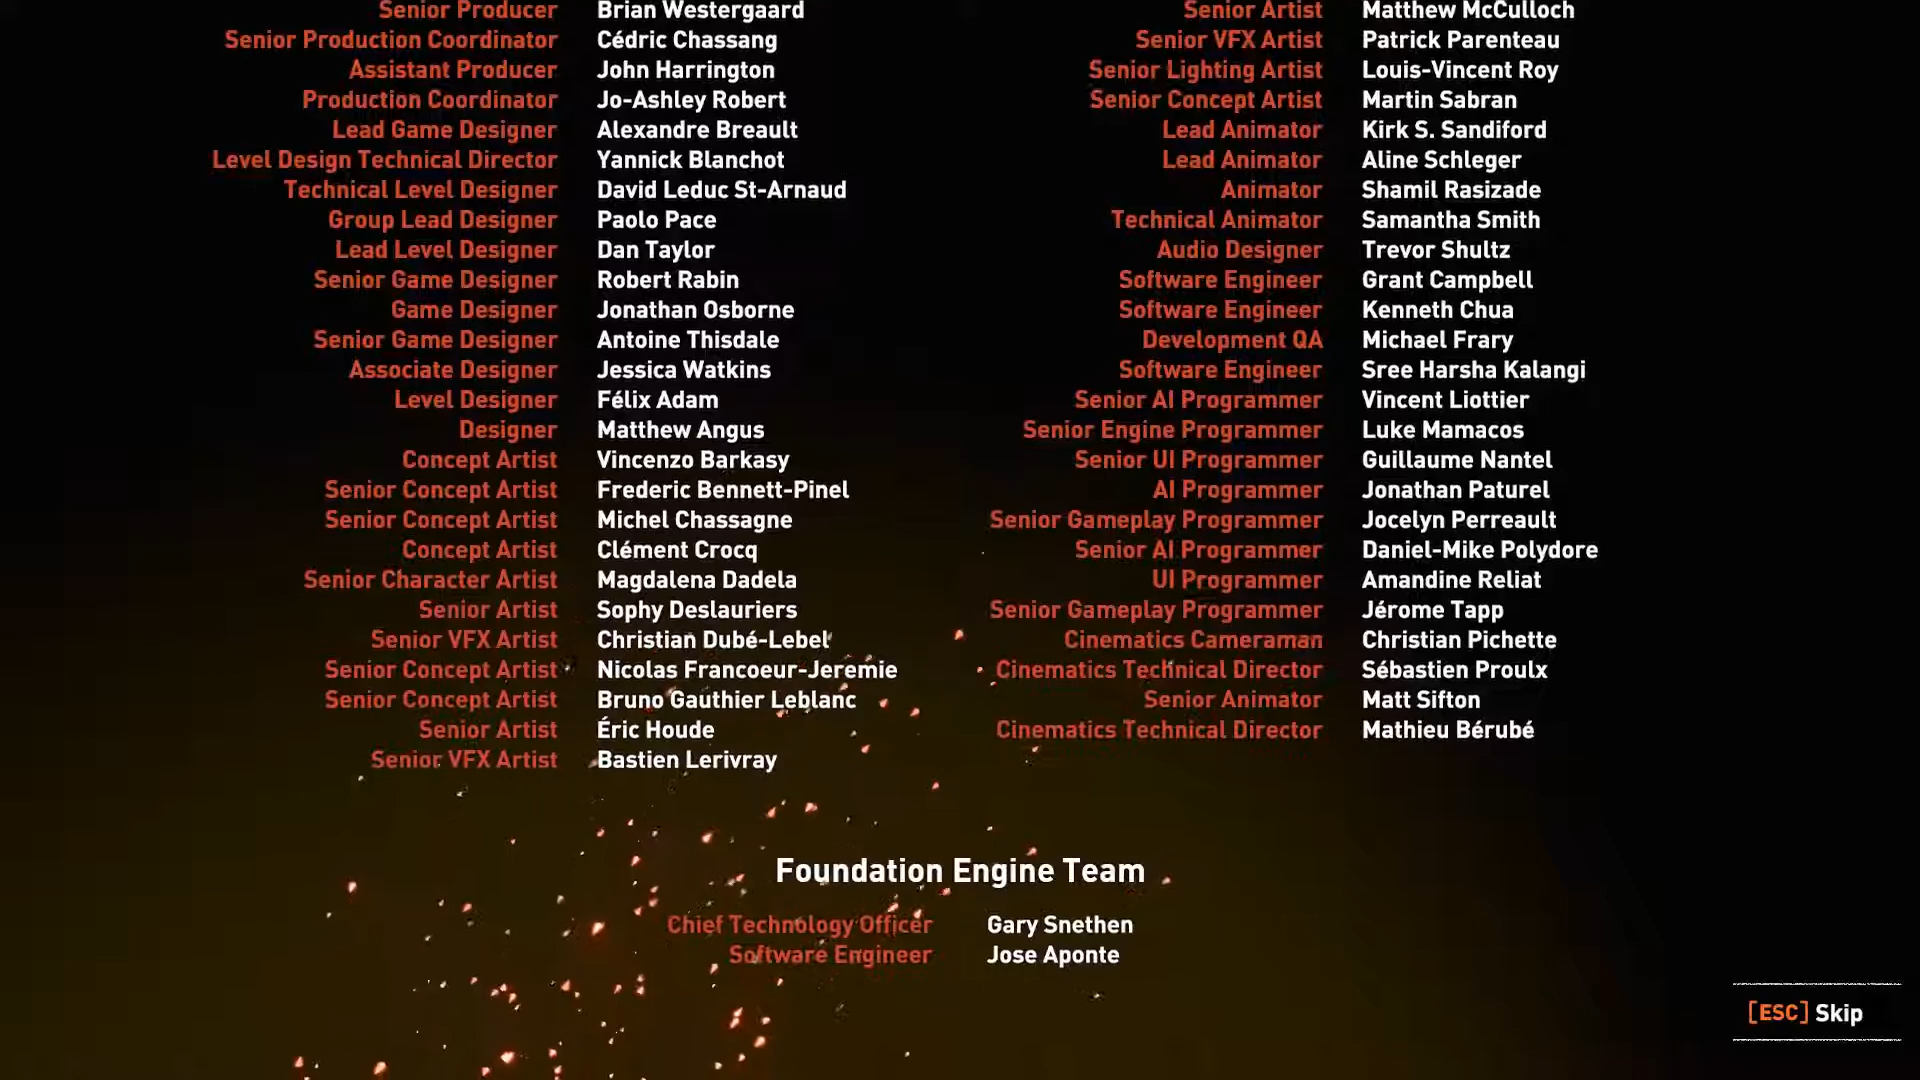 Senior Producer Brian Westergaard
Senior Production Coordinator Cédric Chassang
Assistant Producer John Harrington
Production Coordinator Jo-Ashley Robert
Lead Game Designer Alexandre Breault
Level Design Technical Director Yannick Blanchot
Technical Level Designer David Leduc St-Arnaud
Group Lead Designer Paolo Pace
Lead Level Designer Dan Taylor
Senior Game Designer Robert Rabin
Game Designer Jonathan Osborne
Senior Game Designer Antoine Thisdale
Associate Designer Jessica Watkins
Level Designer Félix Adam
Designer Matthew Angus
Concept Artist Vincenzo Barkasy
Senior Concept Artist Frederic Bennett-Pinel
Senior Concept Artist Michel Chassagne
Concept Artist Clément Crocq
Senior Character Artist Magdalena Dadela
Senior Artist Sophy Deslauriers
Senior VFX Artist Christian Dubé-Lebel
Senior Concept Artist Nicolas Francoeur-Jeremie
Senior Concept Artist Bruno Gauthier Leblanc
Senior Artist Éric Houde
Senior VFX Artist Bastien Lerivray
Senior Artist Matthew McCulloch
Senior VFX Artist Patrick Parenteau
Senior Lighting Artist Louis-Vincent Roy
Senior Concept Artist Martin Sabran
Lead Animator Kirk S. Sandiford
Lead Animator Aline Schleger
Animator Shamil Rasizade
Technical Animator Samantha Smith
Audio Designer Trevor Shultz
Software Engineer Grant Campbell
Software Engineer Kenneth Chua
Development QA Michael Frary
Software Engineer Sree Harsha Kalangi
Senior AI Programmer Vincent Liottier
Senior Engine Programmer Luke Mamacos
Senior UI Programmer Guillaume Nantel
AI Programmer Jonathan Paturel
Senior Gameplay Programmer Jocelyn Perreault
Senior AI Programmer Daniel-Mike Polydore
UI Programmer Amandine Reliat
Senior Gameplay Programmer Jérome Tapp
Cinematics Cameraman Christian Pichette
Cinematics Technical Director Sébastien Proulx
Senior Animator Matt Sifton
Cinematics Technical Director Mathieu Bérubé
Foundation Engine Team
Chief Technology Officer Gary Snethen
Software Engineer Jose Aponte
[ESC] Skip